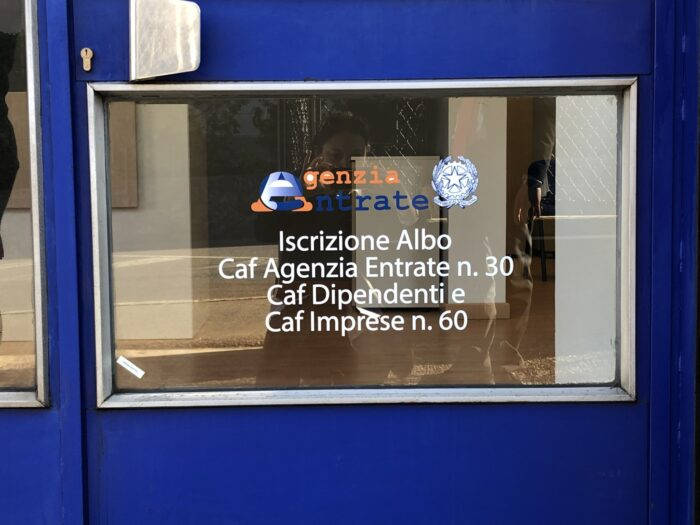 Agenzia
Entrate
Iscrizione Albo
Caf Agenzia Entrate n. 30
Caf Dipendenti e
Caf Imprese n. 60